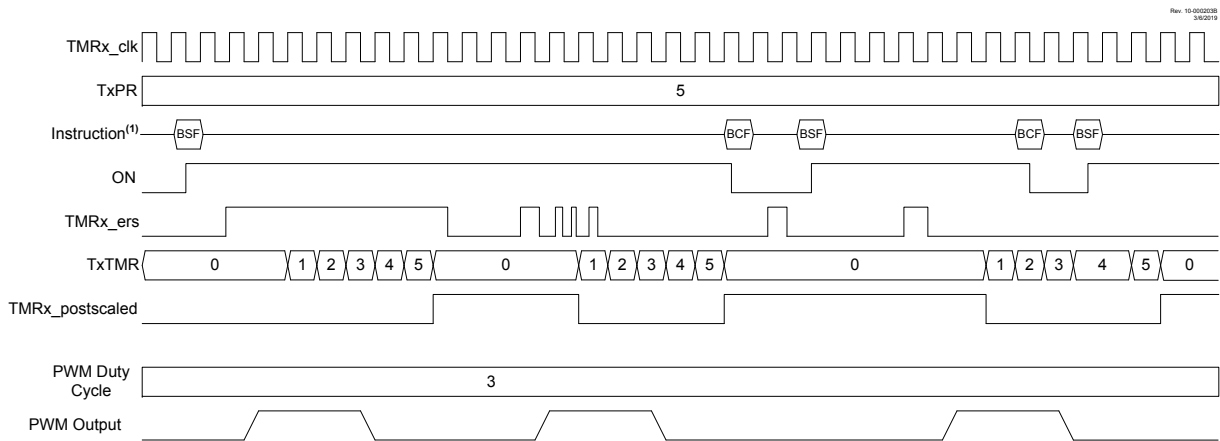 Rev. 10-000203B
3/6/2019
TMRx_clk
TxPR
5
Instruction(1)
BSF
BCF
BSF
BCF
BSF
ON
TMRx_ers
TxTMR
0
1
2
3
4
5
0
1
2
3
4
5
0
1
2
3
4
5
0
TMRx_postscaled
PWM Duty
Cycle
3
PWM Output